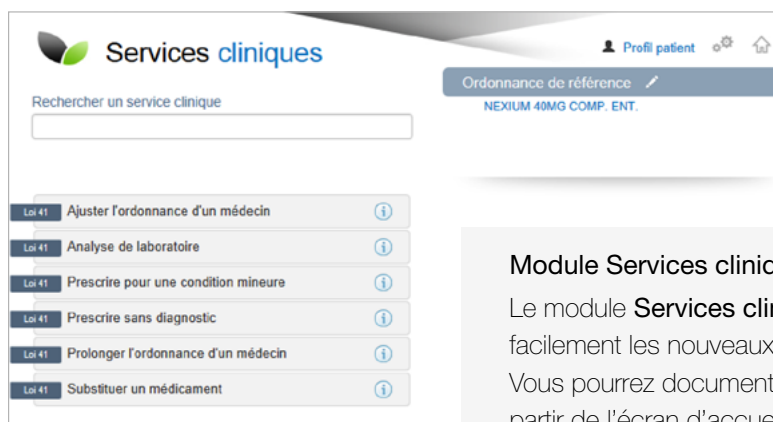 Services cliniques
Rechercher un service clinique
Loi 41 Ajuster l'ordonnance d'un médecin
Loi 41 Analyse de laboratoire
Loi 41 Prescrire pour une condition mineure
Loi 41 Prescrire sans diagnostic
Loi 41 Prolonger l'ordonnance d'un médecin
Loi 41 Substituer un médicament
Profil patient
Ordonnance de référence
NEXIUM 40MG COMP. ENT.
Module Services
Le module Services
facilement les nouveaux
Vous pourrez
partir de l'écran